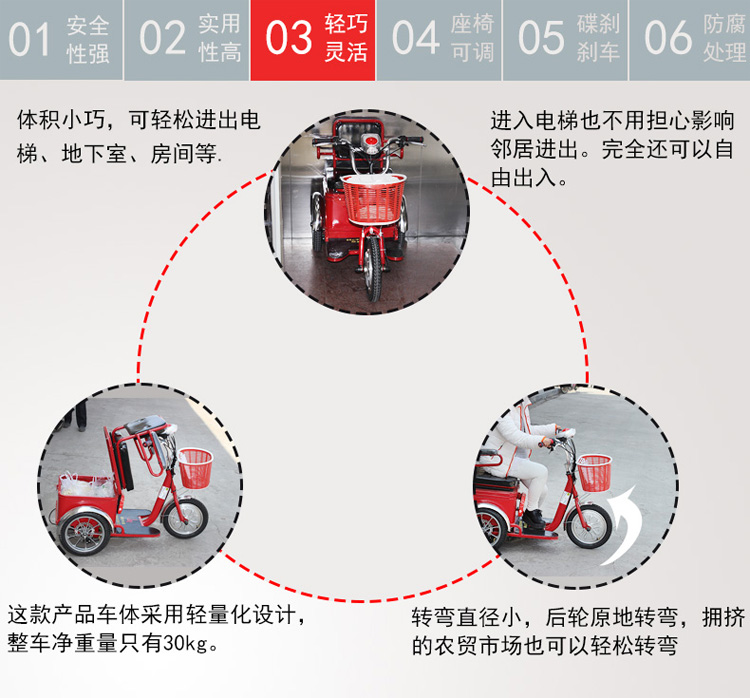 01 安全性强
02 实用性高
03 轻巧灵活
04 座椅可调
05 碟刹刹车
06 防腐处理
体积小巧，可轻松进出电
梯、地下室、房间等.
进入电梯也不用担心影响
邻居进出。完全还可以自
由出入。
这款产品车体采用轻量化设计，
整车净重量只有30kg。
转弯直径小，后轮原地转弯，拥挤
的农贸市场也可以轻松转弯